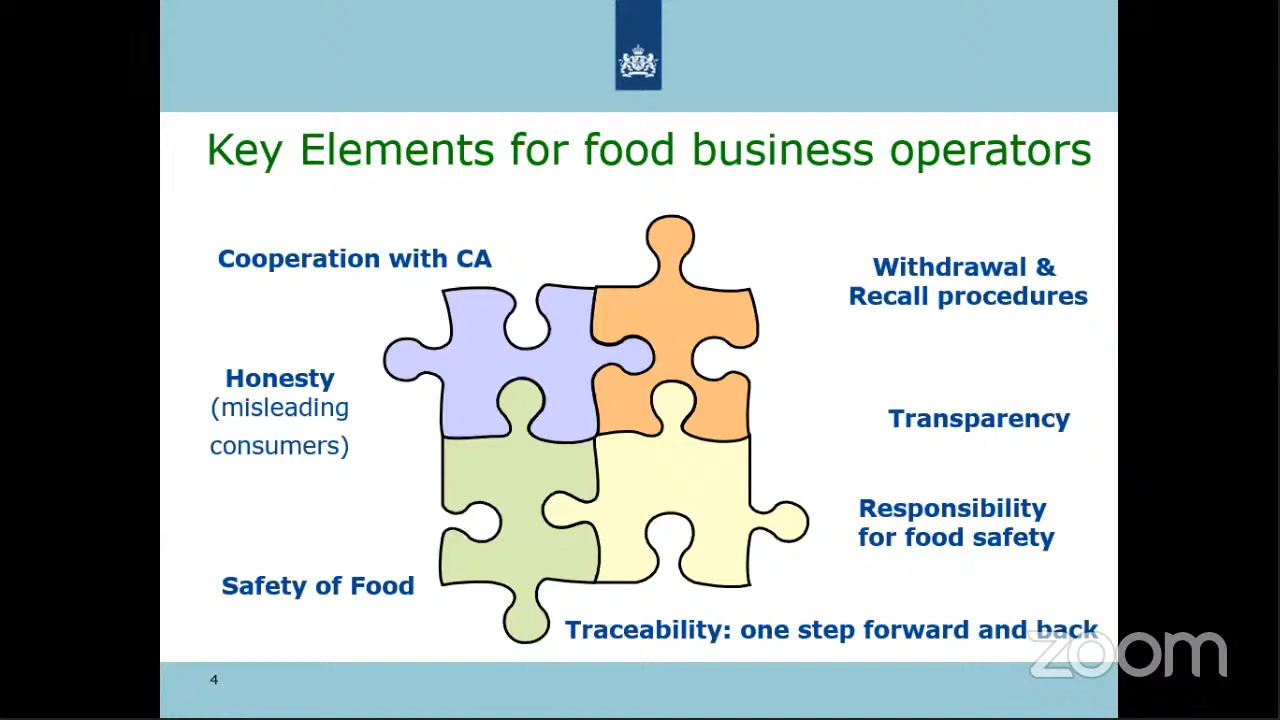 Key Elements for food business operators
Cooperation with CA
Withdrawal &
Recall procedures
Honesty
(misleading
consumers)
Transparency
Responsibility
for food safety
Safety of Food
Traceability: one step forward and back
zoom
4